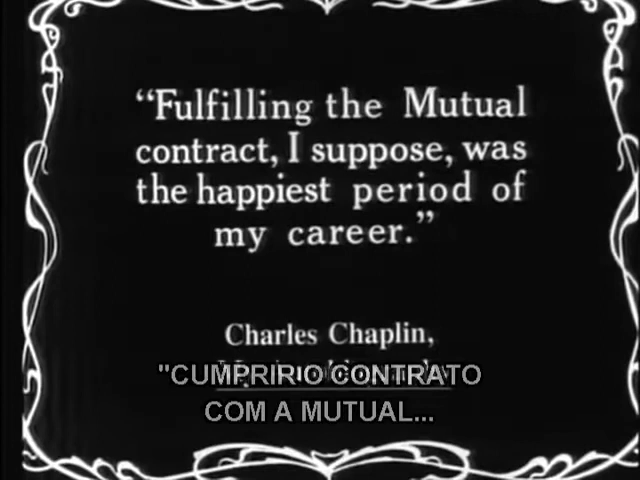 “Fulfilling the Mutual
contract, I suppose, was
the happiest period of
my career.”
Charles Chaplin,
"CUMPRIR O CONTRATO
COM A MUTUAL...